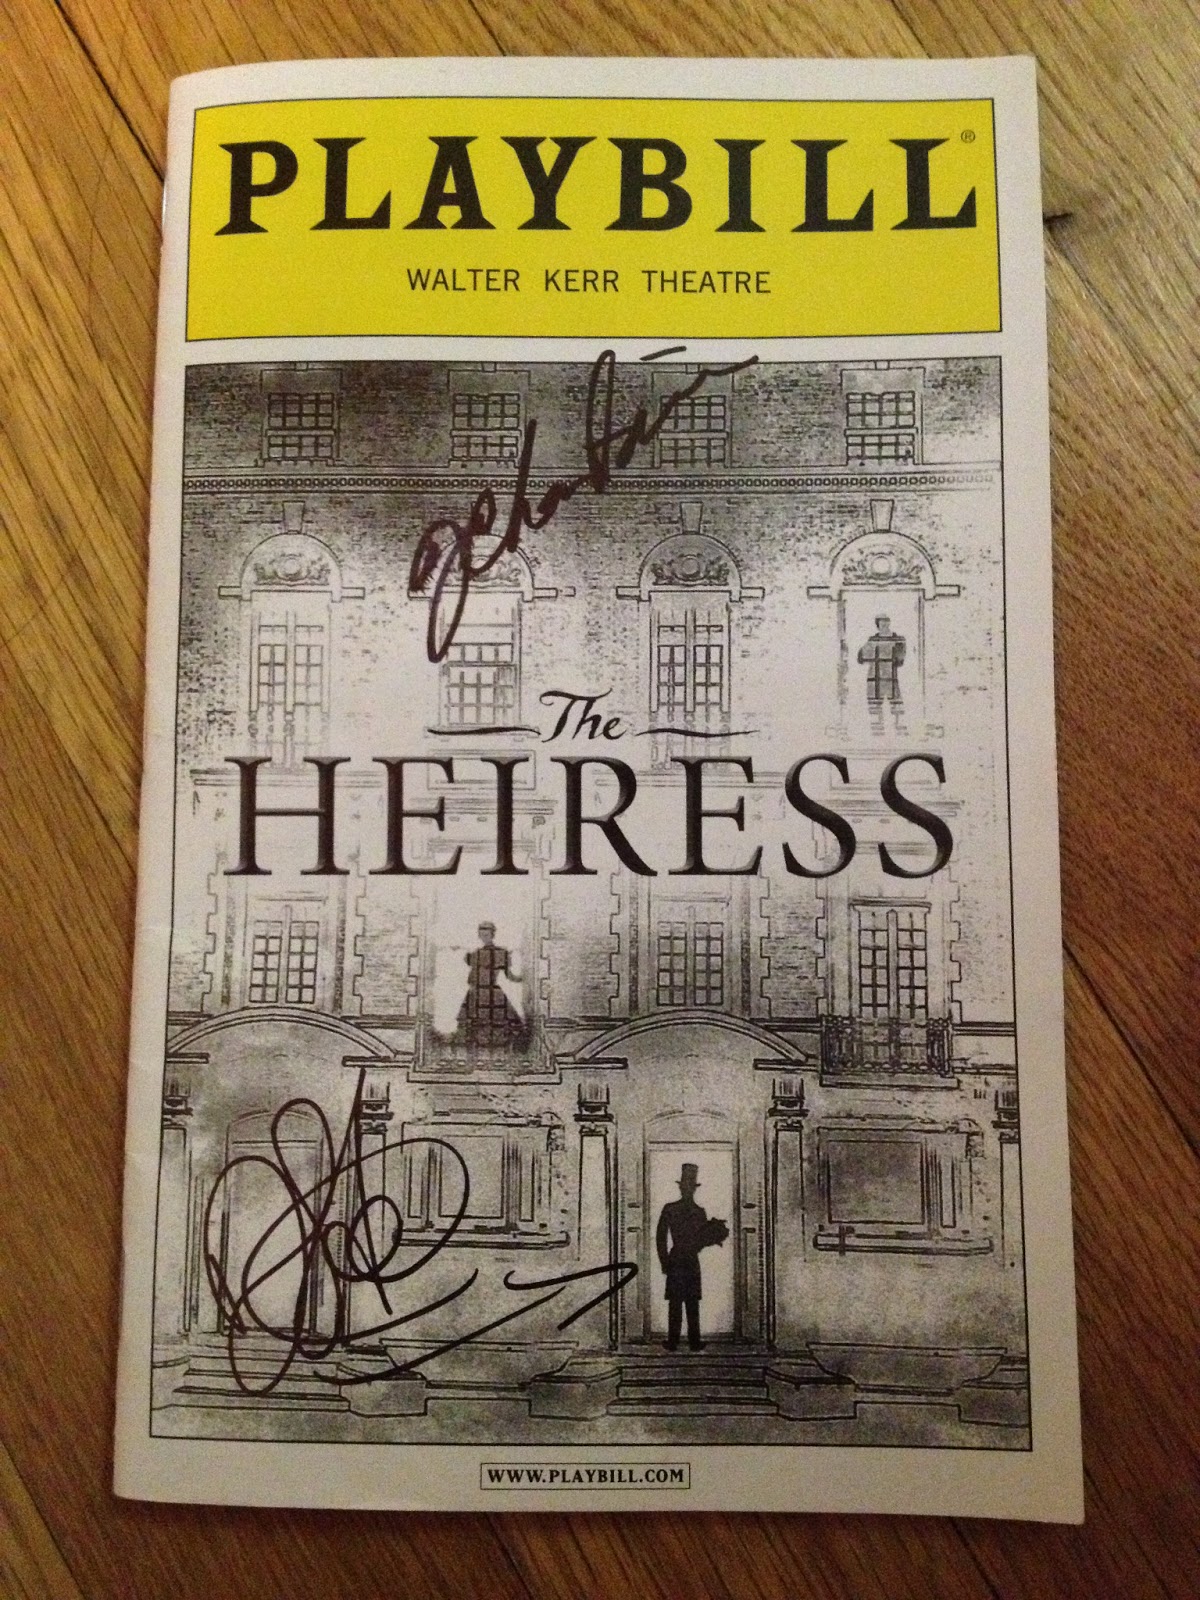 PLAYBILL®
WALTER KERR THEATRE
The
HEIRESS
WWW.PLAYBILL.COM